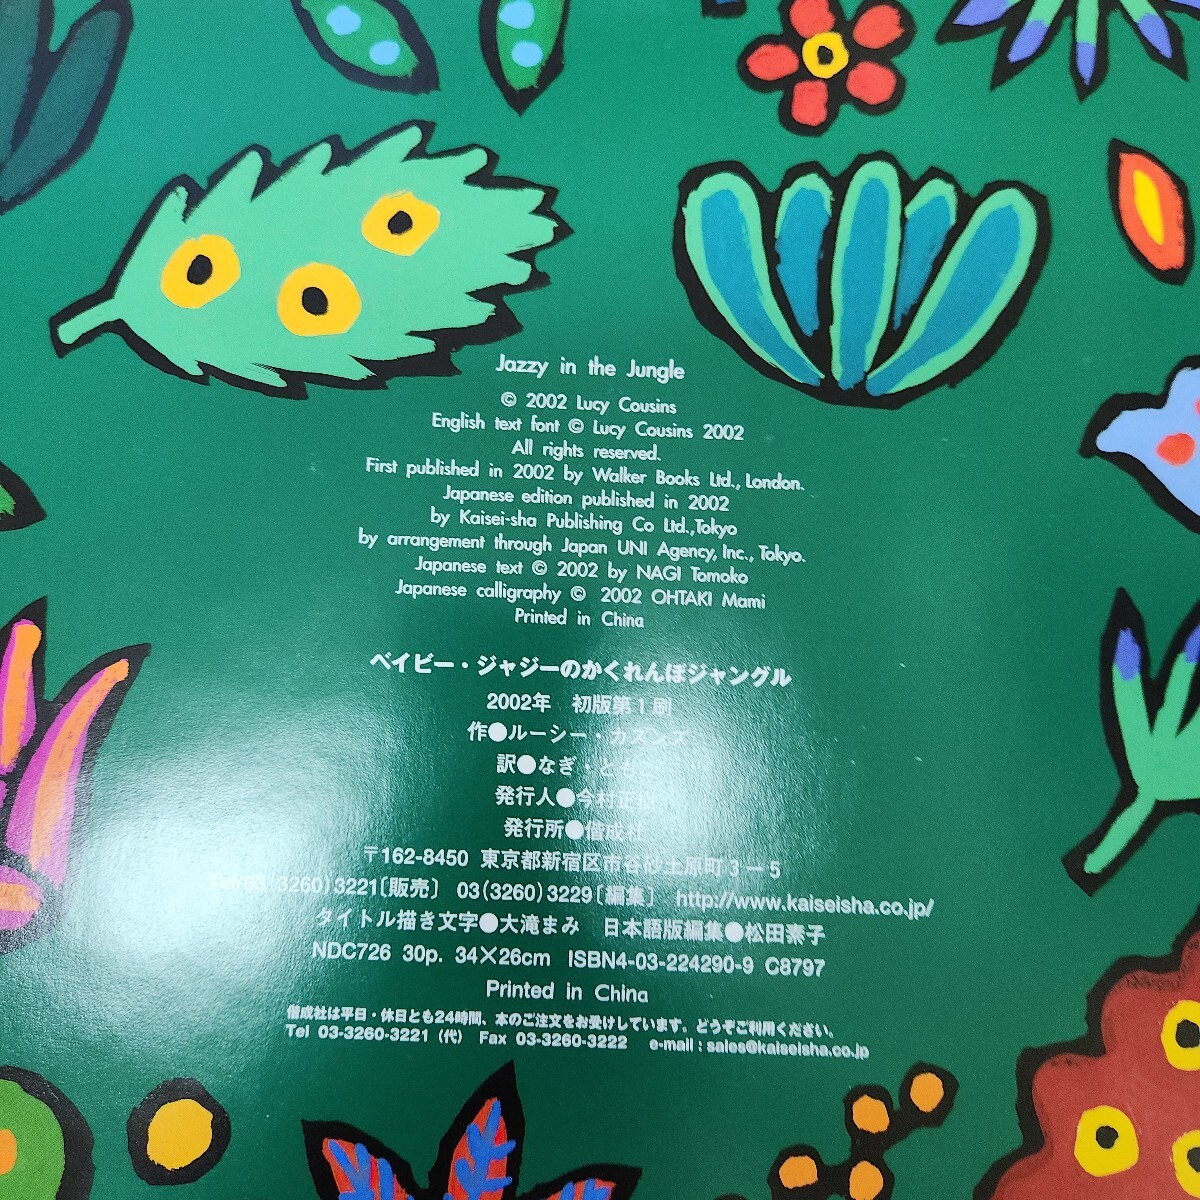 Jazzy in the Jungle
© 2002 Lucy Cousins
English text font © Lucy Cousins 2002
All rights reserved.
First published in 2002 by Walker Books Ltd., London.
Japanese edition published in 2002
by Kaisei-sha Publishing Co Ltd.,Tokyo
by arrangement through Japan UNI Agency, Inc., Tokyo.
Japanese text © 2002 by NAGI Tomoko
Japanese calligraphy © 2002 OHTAKI Mami
Printed in China
ベイビー・ジャジーのかくれんぼジャングル
2002年 初版第1刷
作●ルーシー・カズンズ
訳●なぎ・ともこ
発行人●今村正
発行所●偕成社
〒162-8450 東京都新宿区市谷砂土原町3-5
Tel 03(3260)3221〔販売〕 03(3260)3229〔編集〕 http://www.kaiseisha.co.jp/
タイトル描き文字●大滝まみ 日本語版編集●松田素子
NDC726 30p. 34×26cm ISBN4-03-224290-9 C8797
Printed in China
偕成社は平日・休日とも24時間、本のご注文をお受けしています。どうぞご利用ください。
Tel 03-3260-3221（代） Fax 03-3260-3222 e-mail : sales@kaiseisha.co.jp